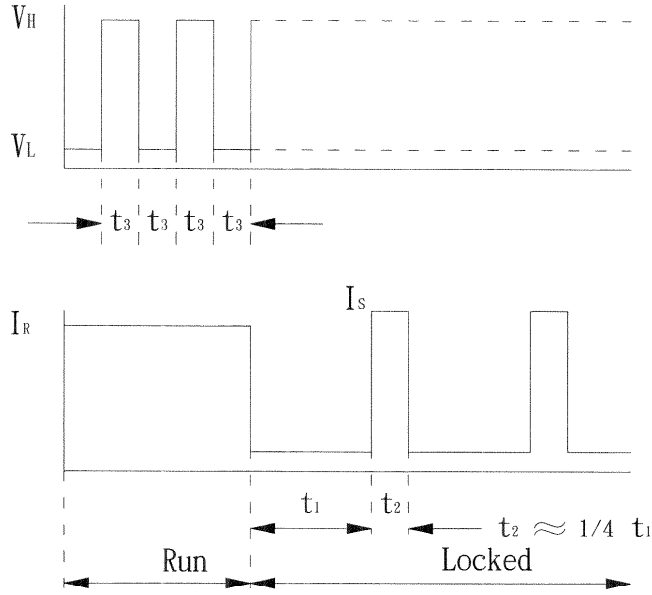 VH
VL
t3 t3 t3 t3
IR
IS
t1 t2
t2 ≈ 1/4 t1
Run Locked